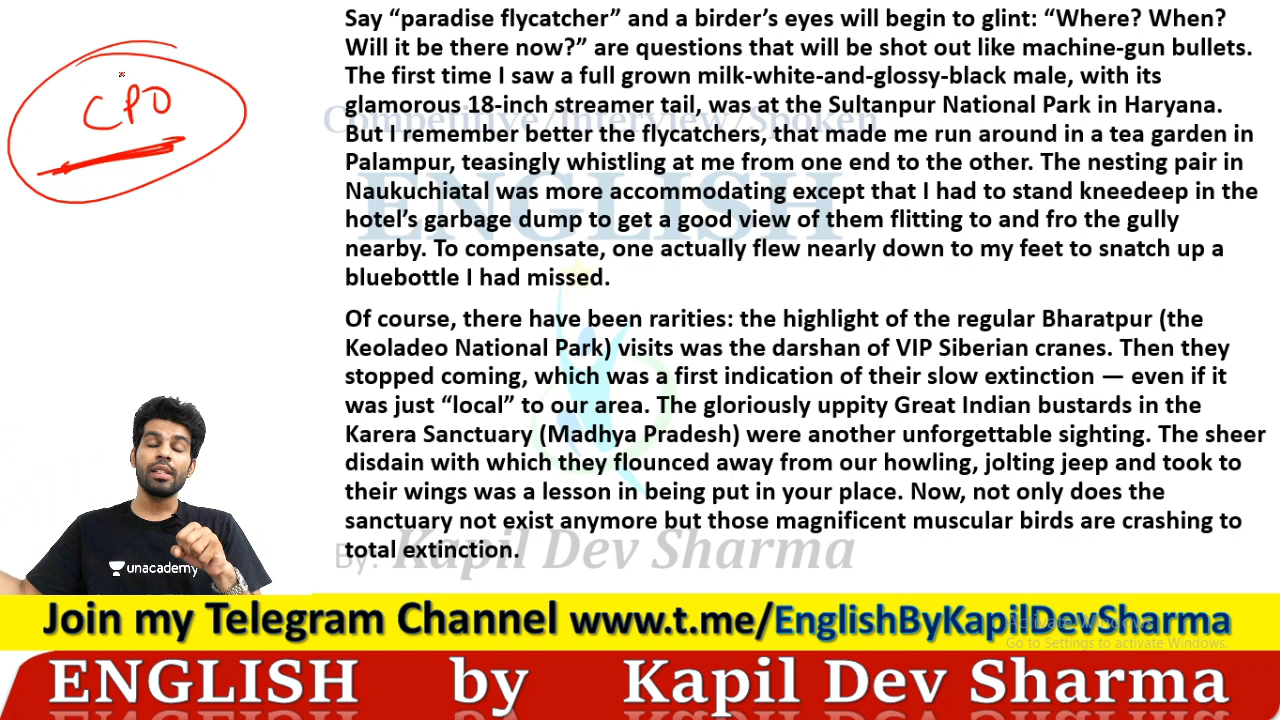 CPO
Say “paradise flycatcher” and a birder’s eyes will begin to glint: “Where? When?
Will it be there now?” are questions that will be shot out like machine-gun bullets.
The first time I saw a full grown milk-white-and-glossy-black male, with its
glamorous 18-inch streamer tail, was at the Sultanpur National Park in Haryana.
But I remember better the flycatchers, that made me run around in a tea garden in
Palampur, teasingly whistling at me from one end to the other. The nesting pair in
Naukuchiatal was more accommodating except that I had to stand kneedeep in the
hotel’s garbage dump to get a good view of them flitting to and fro the gully
nearby. To compensate, one actually flew nearly down to my feet to snatch up a
bluebottle I had missed.
Of course, there have been rarities: the highlight of the regular Bharatpur (the
Keoladeo National Park) visits was the darshan of VIP Siberian cranes. Then they
stopped coming, which was a first indication of their slow extinction — even if it
was just “local” to our area. The gloriously uppity Great Indian bustards in the
Karera Sanctuary (Madhya Pradesh) were another unforgettable sighting. The sheer
disdain with which they flounced away from our howling, jolting jeep and took to
their wings was a lesson in being put in your place. Now, not only does the
sanctuary not exist anymore but those magnificent muscular birds are crashing to
total extinction.
Competitive/Interview/Spoken
ENGLISH
By: Kapil Dev Sharma
unacademy
Join my Telegram Channel www.t.me/EnglishByKapilDevSharma
Activate Windows
Go to Settings to activate Windows.
ENGLISH by Kapil Dev Sharma